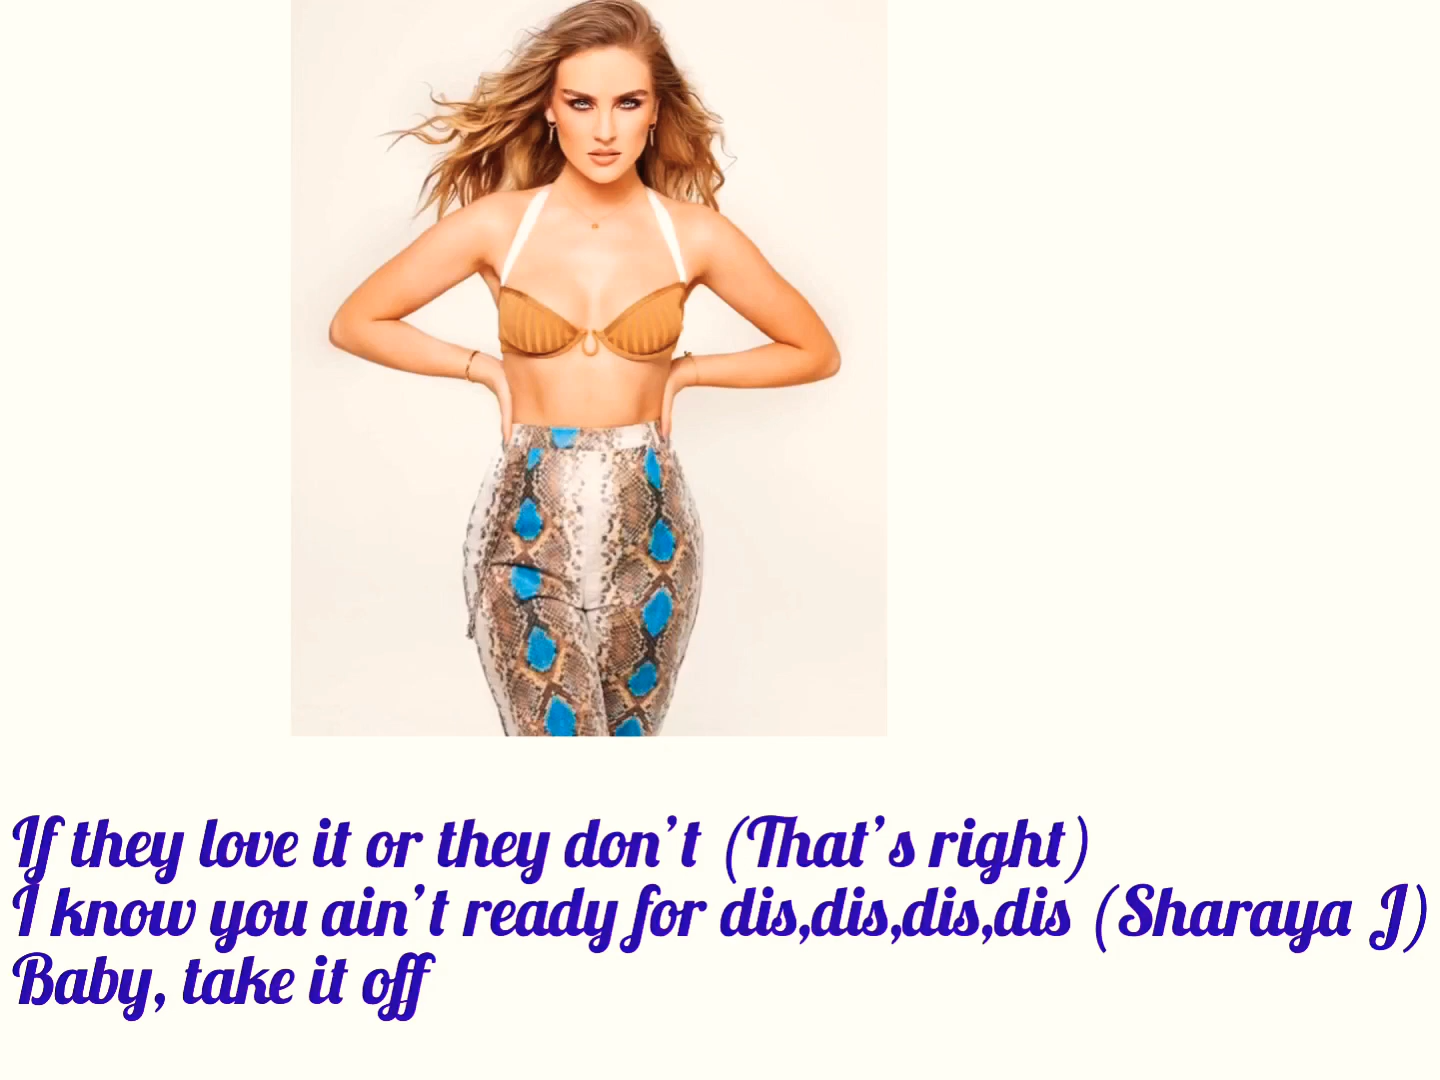 If they love it or they don't (That's right)
I know you ain't ready for dis,dis,dis,dis (Sharaya J)
Baby, take it off